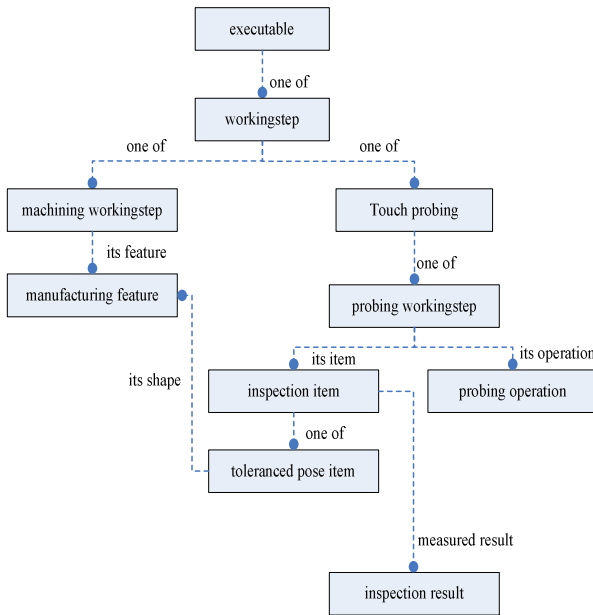 executable
one of
workingstep
one of
one of
machining workingstep
Touch probing
its feature
one of
manufacturing feature
probing workingstep
its item
its operation
its shape
inspection item
probing operation
one of
toleranced pose item
measured result
inspection result